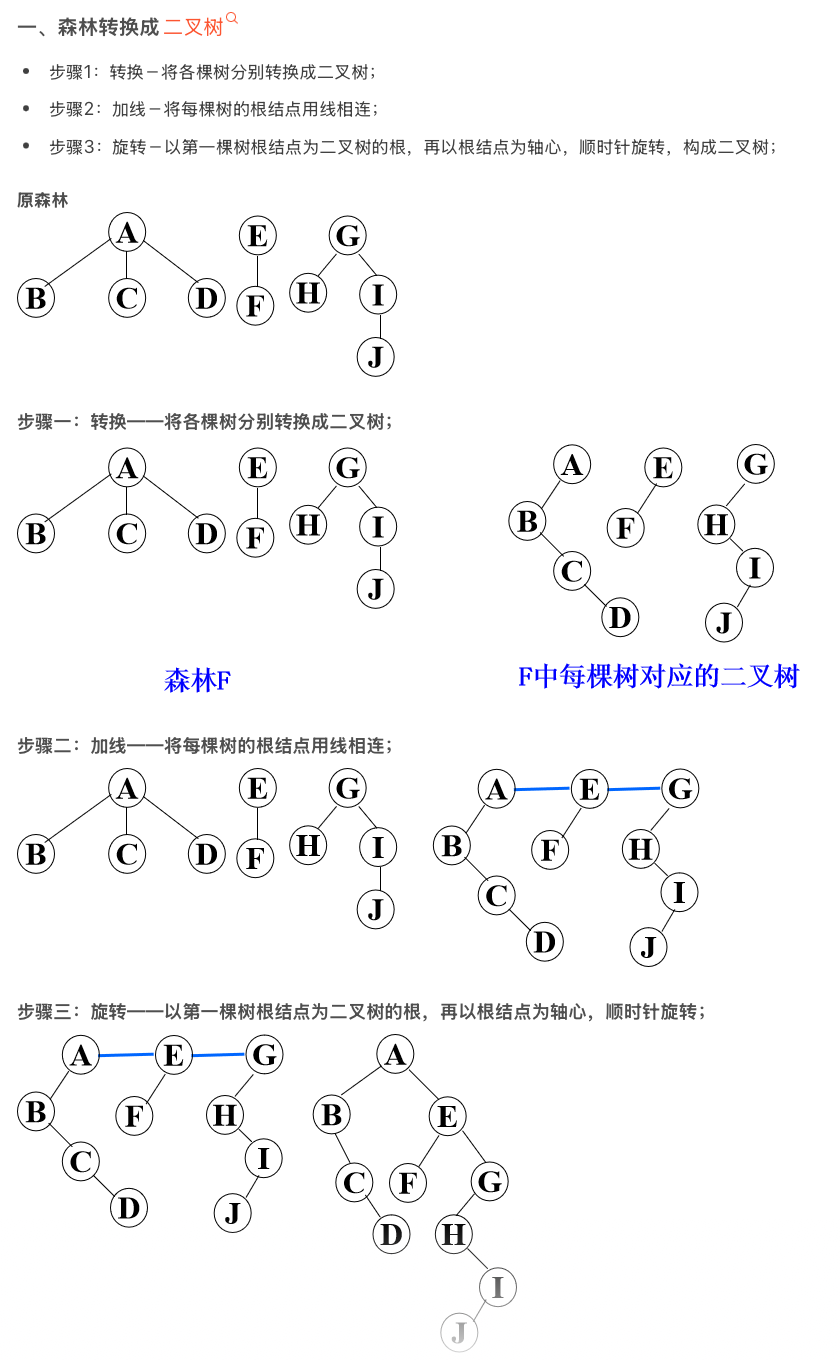 一、森林转换成 二叉树
• 步骤1：转换－将各棵树分别转换成二叉树；
• 步骤2：加线－将每棵树的根结点用线相连；
• 步骤3：旋转－以第一棵树根结点为二叉树的根，再以根结点为轴心，顺时针旋转，构成二叉树；
原森林
A E G
B C D F H I
J
步骤一：转换——将各棵树分别转换成二叉树；
A E G A E G
B C D F H I B F H
J C I
D J
森林F F中每棵树对应的二叉树
步骤二：加线——将每棵树的根结点用线相连；
A E G A E G
B C D F H I B F H
J C I
D J
步骤三：旋转——以第一棵树根结点为二叉树的根，再以根结点为轴心，顺时针旋转；
A E G A
B F H B E
C I C F G
D J D H
I
J